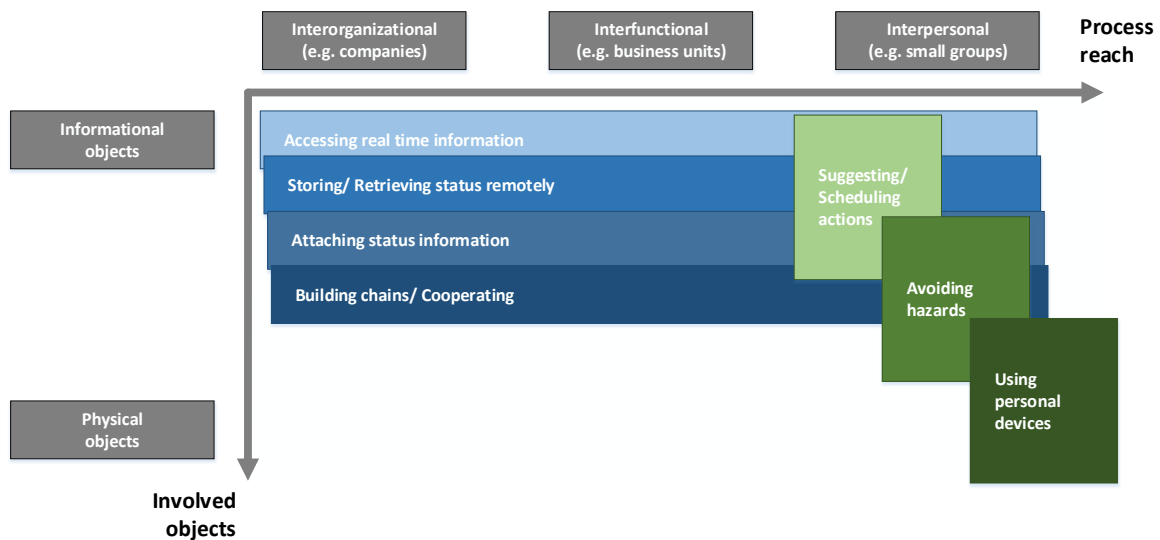 Interorganizational
(e.g. companies)
Interfunctional
(e.g. business units)
Interpersonal
(e.g. small groups)
Process
reach
Informational
objects
Accessing real time information
Storing/ Retrieving status remotely
Suggesting/
Scheduling
actions
Attaching status information
Building chains/ Cooperating
Avoiding
hazards
Using
personal
devices
Physical
objects
Involved
objects